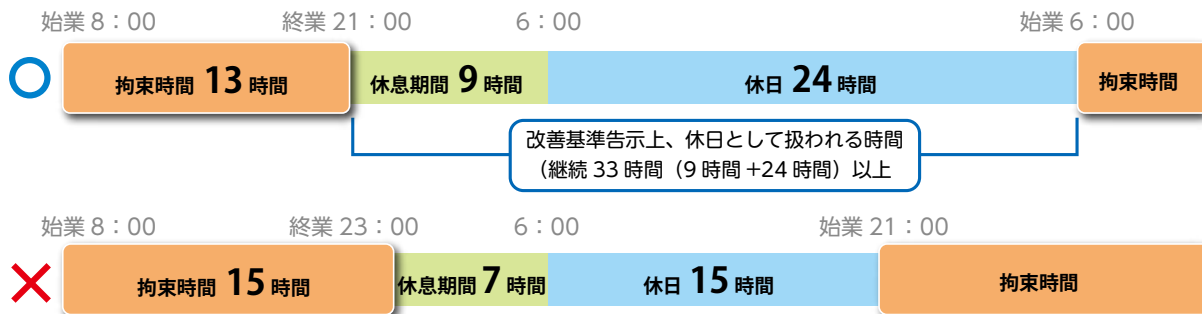 始業 8：00 終業 21：00 6：00 始業 6：00
拘束時間 13 時間 休息期間 9 時間 休日 24 時間 拘束時間
改善基準告示上、休日として扱われる時間
（継続 33 時間（9 時間 +24 時間）以上
始業 8：00 終業 23：00 6：00 始業 21：00
拘束時間 15 時間 休息期間 7 時間 休日 15 時間 拘束時間